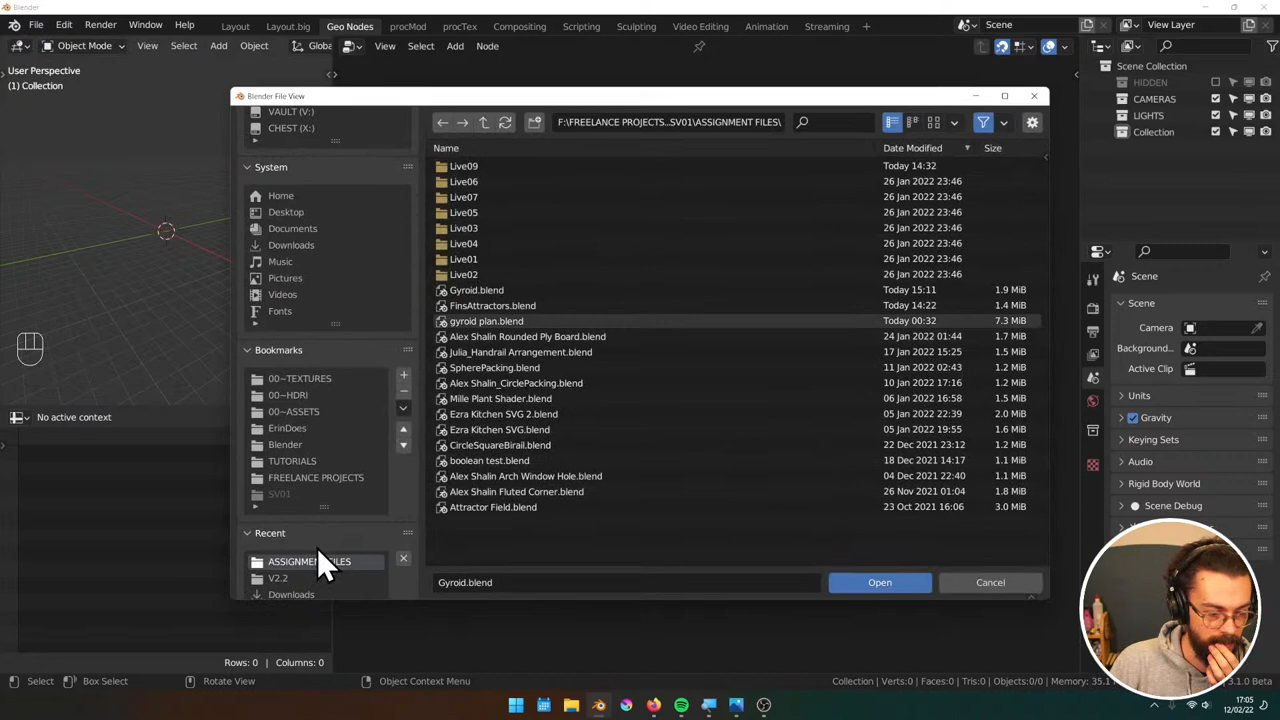 Blender
File Edit Render Window Help Layout Layout.big Geo Nodes procMod procTex Compositing Scripting Sculpting Video Editing Animation Streaming + Scene View Layer
Object Mode View Select Add Object Globa View Select Add Node
User Perspective
(1) Collection
Scene Collection
HIDDEN
CAMERAS
LIGHTS
Collection
Blender File View
VAULT (V:)
CHEST (X:)
System
Home
Desktop
Documents
Downloads
Music
Pictures
Videos
Fonts
Bookmarks
00~TEXTURES
00~HDRI
00~ASSETS
ErinDoes
Blender
TUTORIALS
FREELANCE PROJECTS
SV01
Recent
ASSIGNMENT FILES
V2.2
Downloads
F:\FREELANCE PROJECTS...SV01\ASSIGNMENT FILES\
Name Date Modified Size
Live09 Today 14:32
Live06 26 Jan 2022 23:46
Live07 26 Jan 2022 23:46
Live05 26 Jan 2022 23:46
Live03 26 Jan 2022 23:46
Live04 26 Jan 2022 23:46
Live01 26 Jan 2022 23:46
Live02 26 Jan 2022 23:46
Gyroid.blend Today 15:11 1.9 MiB
FinsAttractors.blend Today 14:22 1.4 MiB
gyroid plan.blend Today 00:32 7.3 MiB
Alex Shalin Rounded Ply Board.blend 24 Jan 2022 01:44 1.7 MiB
Julia_Handrail Arrangement.blend 17 Jan 2022 15:25 1.5 MiB
SpherePacking.blend 11 Jan 2022 02:43 1.2 MiB
Alex Shalin_CirclePacking.blend 10 Jan 2022 17:16 1.2 MiB
Mille Plant Shader.blend 06 Jan 2022 16:58 1.5 MiB
Ezra Kitchen SVG 2.blend 05 Jan 2022 22:39 2.0 MiB
Ezra Kitchen SVG.blend 05 Jan 2022 19:55 1.6 MiB
CircleSquareBirail.blend 22 Dec 2021 23:12 1.2 MiB
boolean test.blend 18 Dec 2021 14:17 1.1 MiB
Alex Shalin Arch Window Hole.blend 04 Dec 2021 22:40 1.1 MiB
Alex Shalin Fluted Corner.blend 26 Nov 2021 01:04 1.8 MiB
Attractor Field.blend 23 Oct 2021 16:06 3.0 MiB
Gyroid.blend Open Cancel
Scene
Scene
Camera
Background...
Active Clip
Units
Gravity
Keying Sets
Audio
Rigid Body World
Scene Debug
No active context
Rows: 0 | Columns: 0
Select Box Select Rotate View Object Context Menu Collection | Verts:0 | Faces:0 | Tris:0 | Objects:0/0 | Memory: 35.1 3.1.0 Beta
17:05
12/02/22